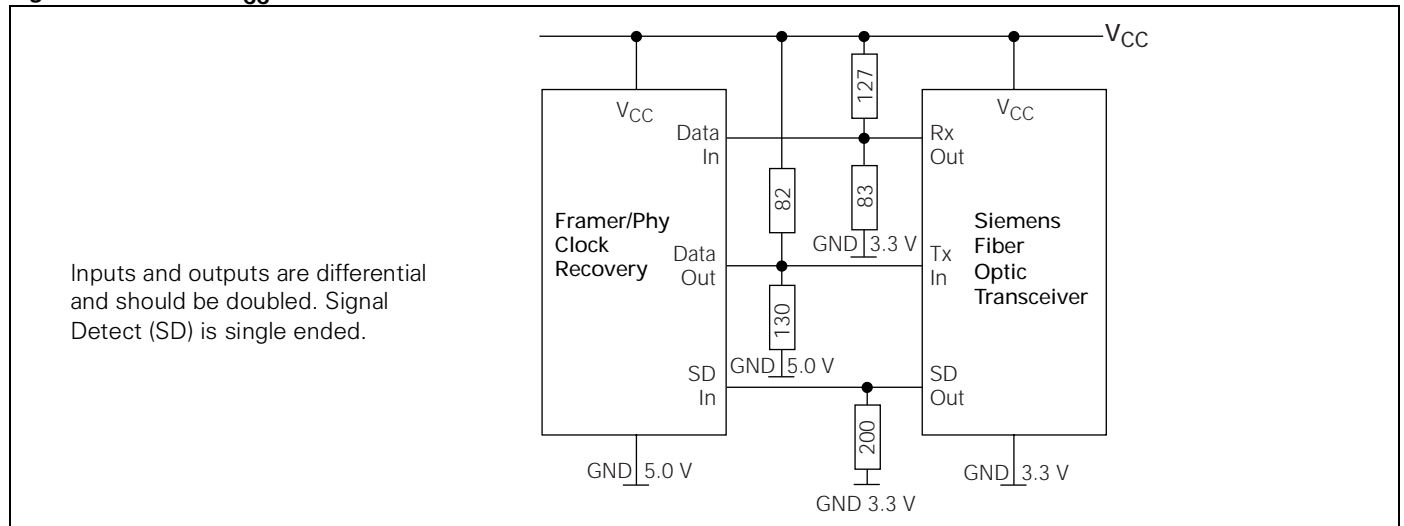 V_CC
127
V_CC
Data
In
Rx
Out
V_CC
82
83
Framer/Phy
Clock
Recovery
GND 3.3 V
Siemens
Fiber
Optic
Transceiver
Data
Out
Tx
In
Inputs and outputs are differential
and should be doubled. Signal
Detect (SD) is single ended.
130
GND 5.0 V
SD
In
SD
Out
200
GND 5.0 V
GND 3.3 V
GND 3.3 V